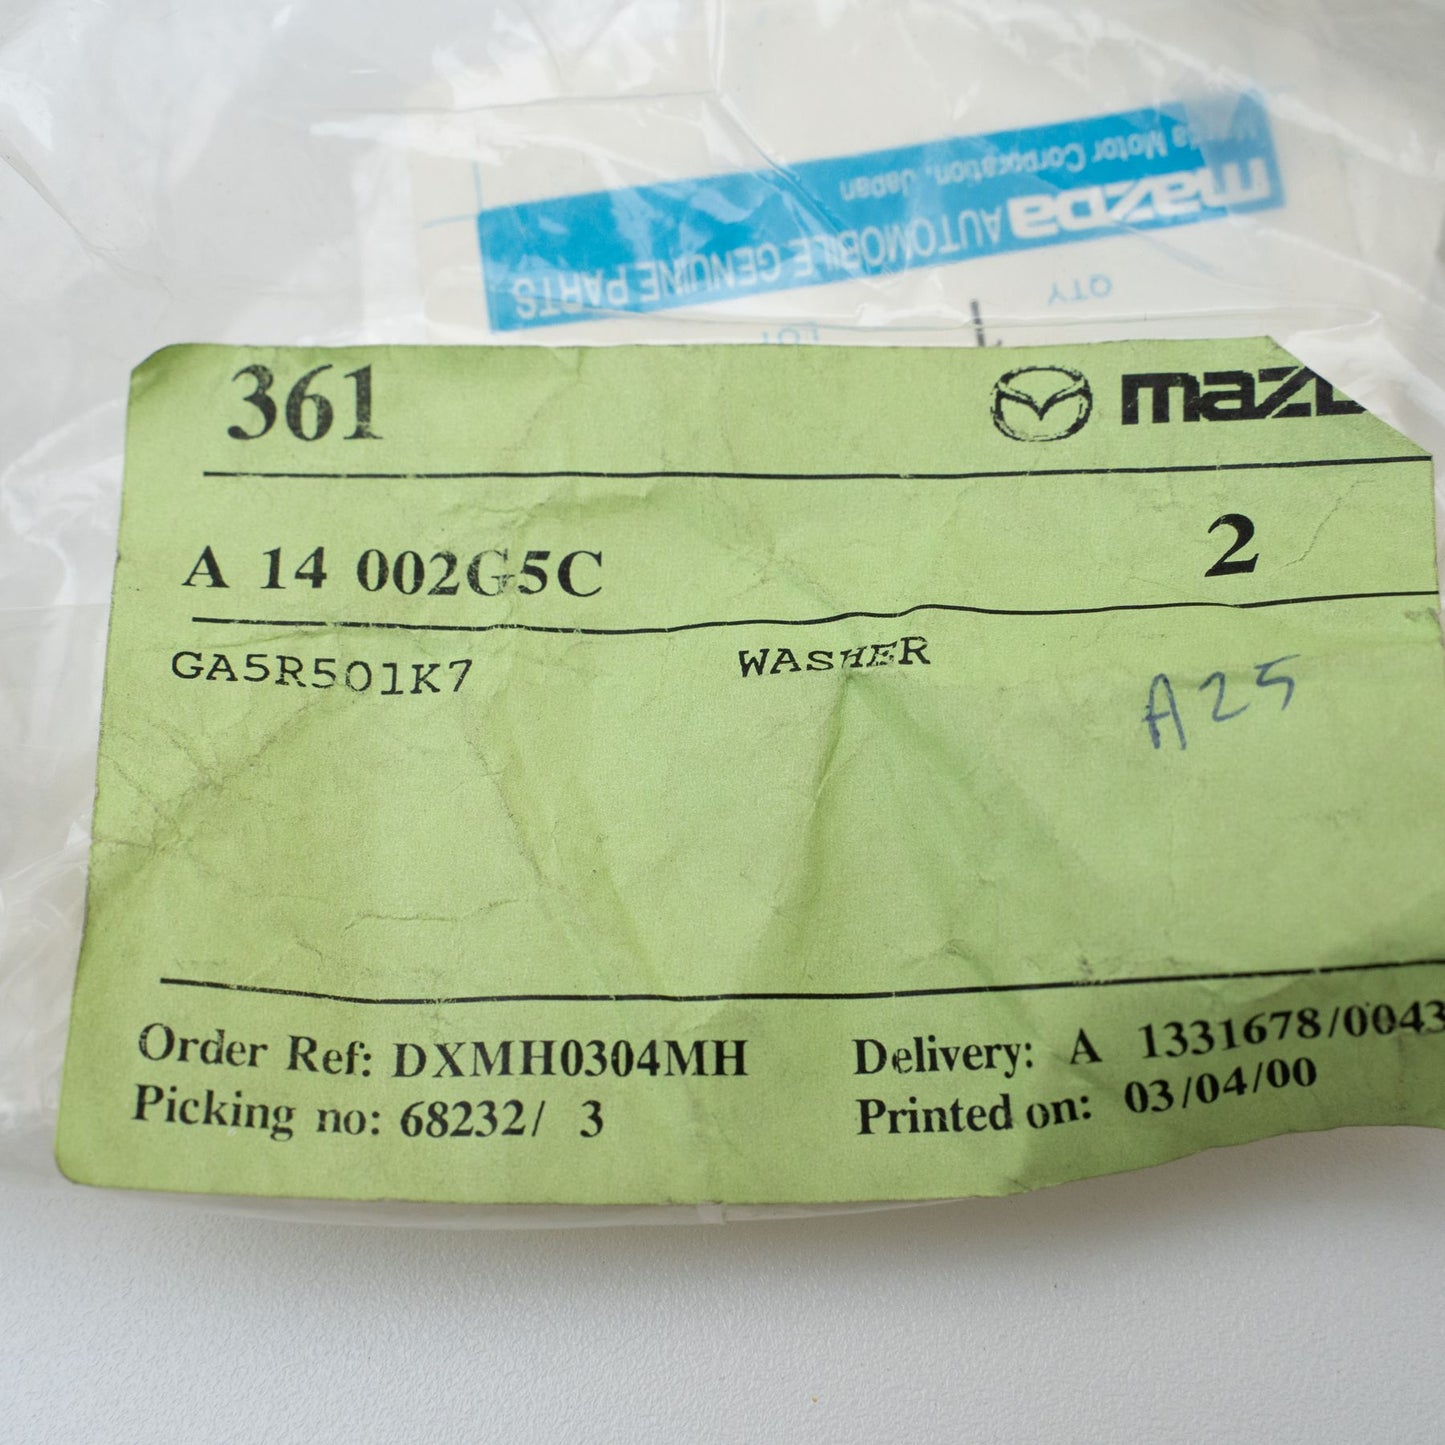 mazda Mazda Motor Corporation, Japan
AUTOMOBILE GENUINE PARTS
QTY
LOT
361 mazd
A 14 002G5C 2
GA5R501K7 WASHER
A25
Order Ref: DXMH0304MH Delivery: A 1331678/0043
Picking no: 68232/ 3 Printed on: 03/04/00